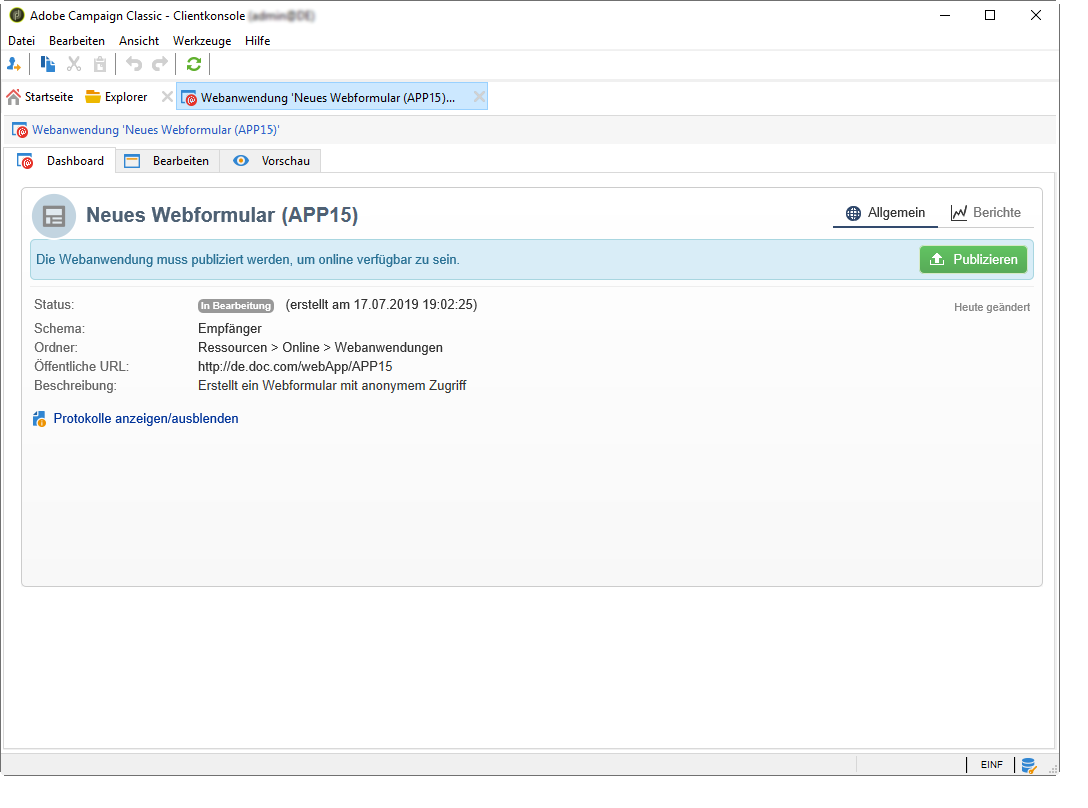 Adobe Campaign Classic - Clientkonsole (admin@DE)
Datei Bearbeiten Ansicht Werkzeuge Hilfe
Startseite Explorer Webanwendung 'Neues Webformular (APP15)...
Webanwendung 'Neues Webformular (APP15)'
Dashboard Bearbeiten Vorschau
Neues Webformular (APP15) Allgemein Berichte
Die Webanwendung muss publiziert werden, um online verfügbar zu sein. Publizieren
Status: In Bearbeitung (erstellt am 17.07.2019 19:02:25) Heute geändert
Schema: Empfänger
Ordner: Ressourcen > Online > Webanwendungen
Öffentliche URL: http://de.doc.com/webApp/APP15
Beschreibung: Erstellt ein Webformular mit anonymem Zugriff
Protokolle anzeigen/ausblenden
EINF